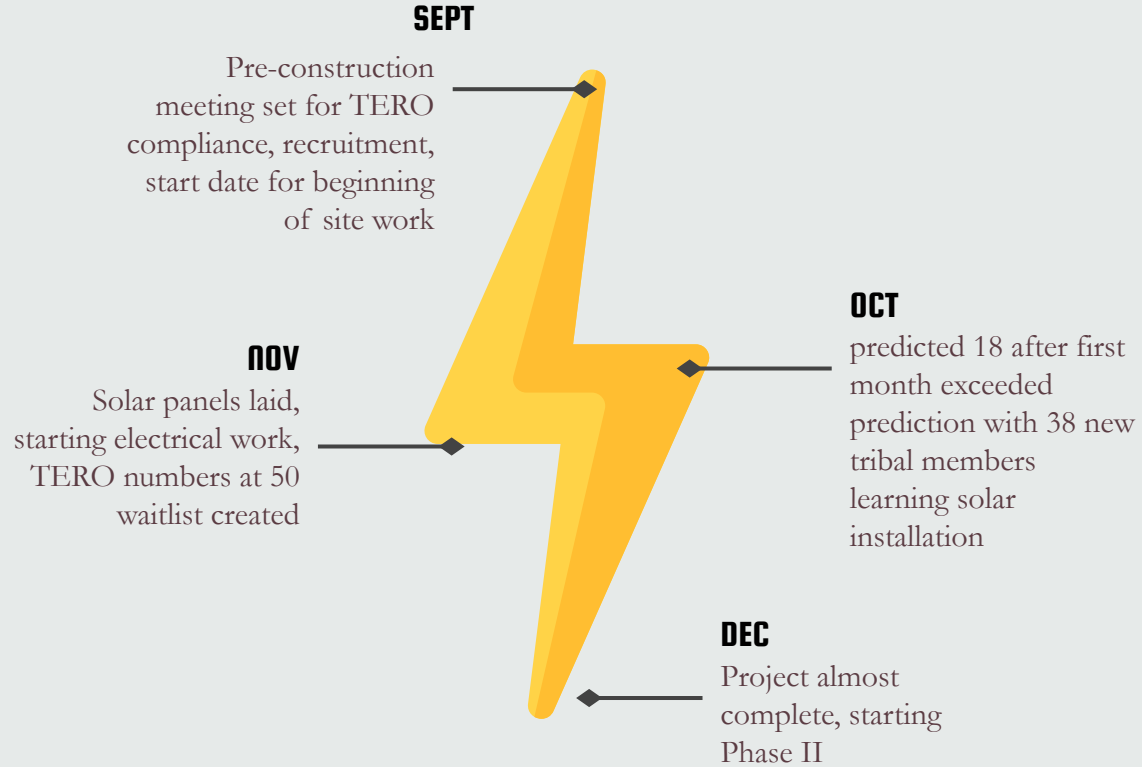 SEPT
Pre-construction
meeting set for TERO
compliance, recruitment,
start date for beginning
of site work
OCT
predicted 18 after first
month exceeded
prediction with 38 new
tribal members
learning solar
installation
NOV
Solar panels laid,
starting electrical work,
TERO numbers at 50
waitlist created
DEC
Project almost
complete, starting
Phase II